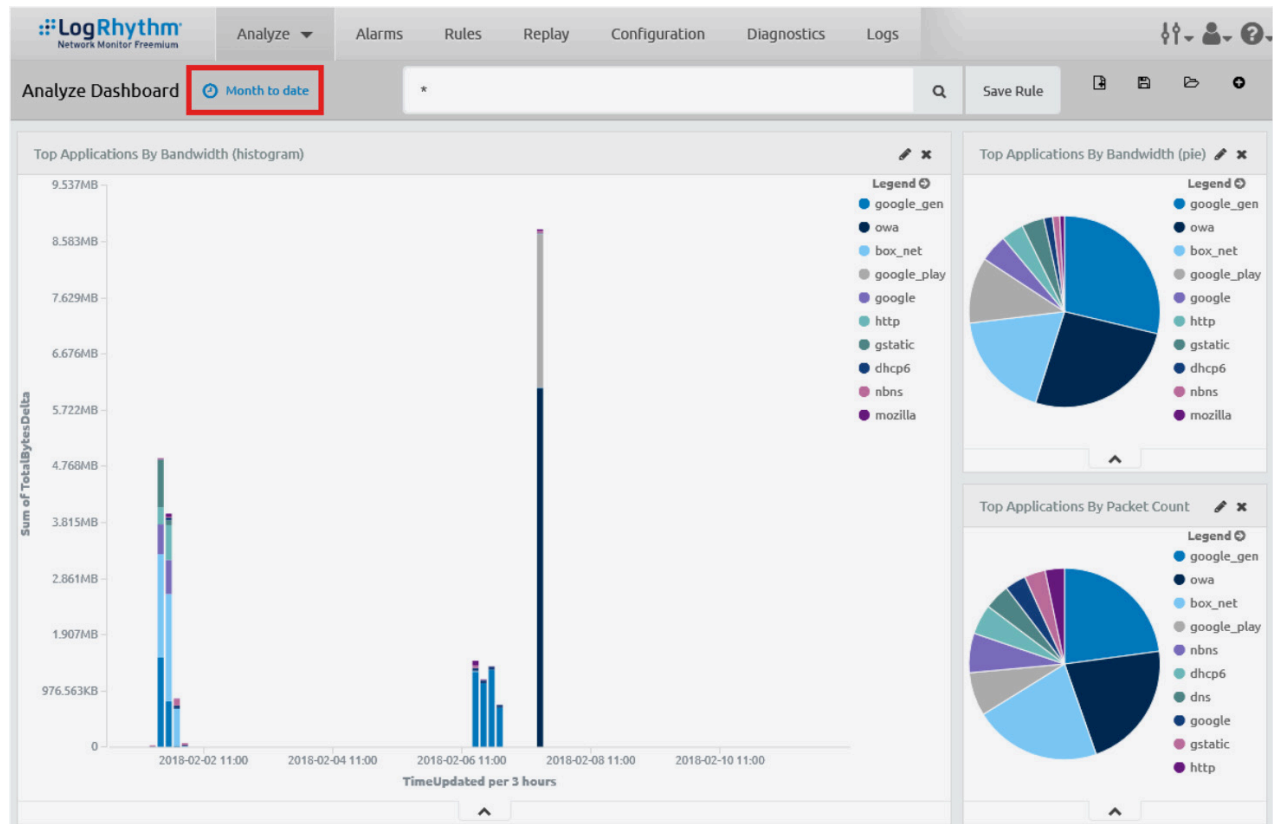 LogRhythm
Network Monitor Freemium
Analyze
Alarms
Rules
Replay
Configuration
Diagnostics
Logs
Analyze Dashboard
Month to date
*
Save Rule
Top Applications By Bandwidth (histogram)
Legend
google_gen
owa
box_net
google_play
google
http
gstatic
dhcp6
nbns
mozilla
Sum of TotalBytesDelta
9.537MB
8.583MB
7.629MB
6.676MB
5.722MB
4.768MB
3.815MB
2.861MB
1.907MB
976.563KB
0
2018-02-02 11:00
2018-02-04 11:00
2018-02-06 11:00
2018-02-08 11:00
2018-02-10 11:00
TimeUpdated per 3 hours
Top Applications By Bandwidth (pie)
Legend
google_gen
owa
box_net
google_play
google
http
gstatic
dhcp6
nbns
mozilla
Top Applications By Packet Count
Legend
google_gen
owa
box_net
google_play
nbns
dhcp6
dns
google
gstatic
http